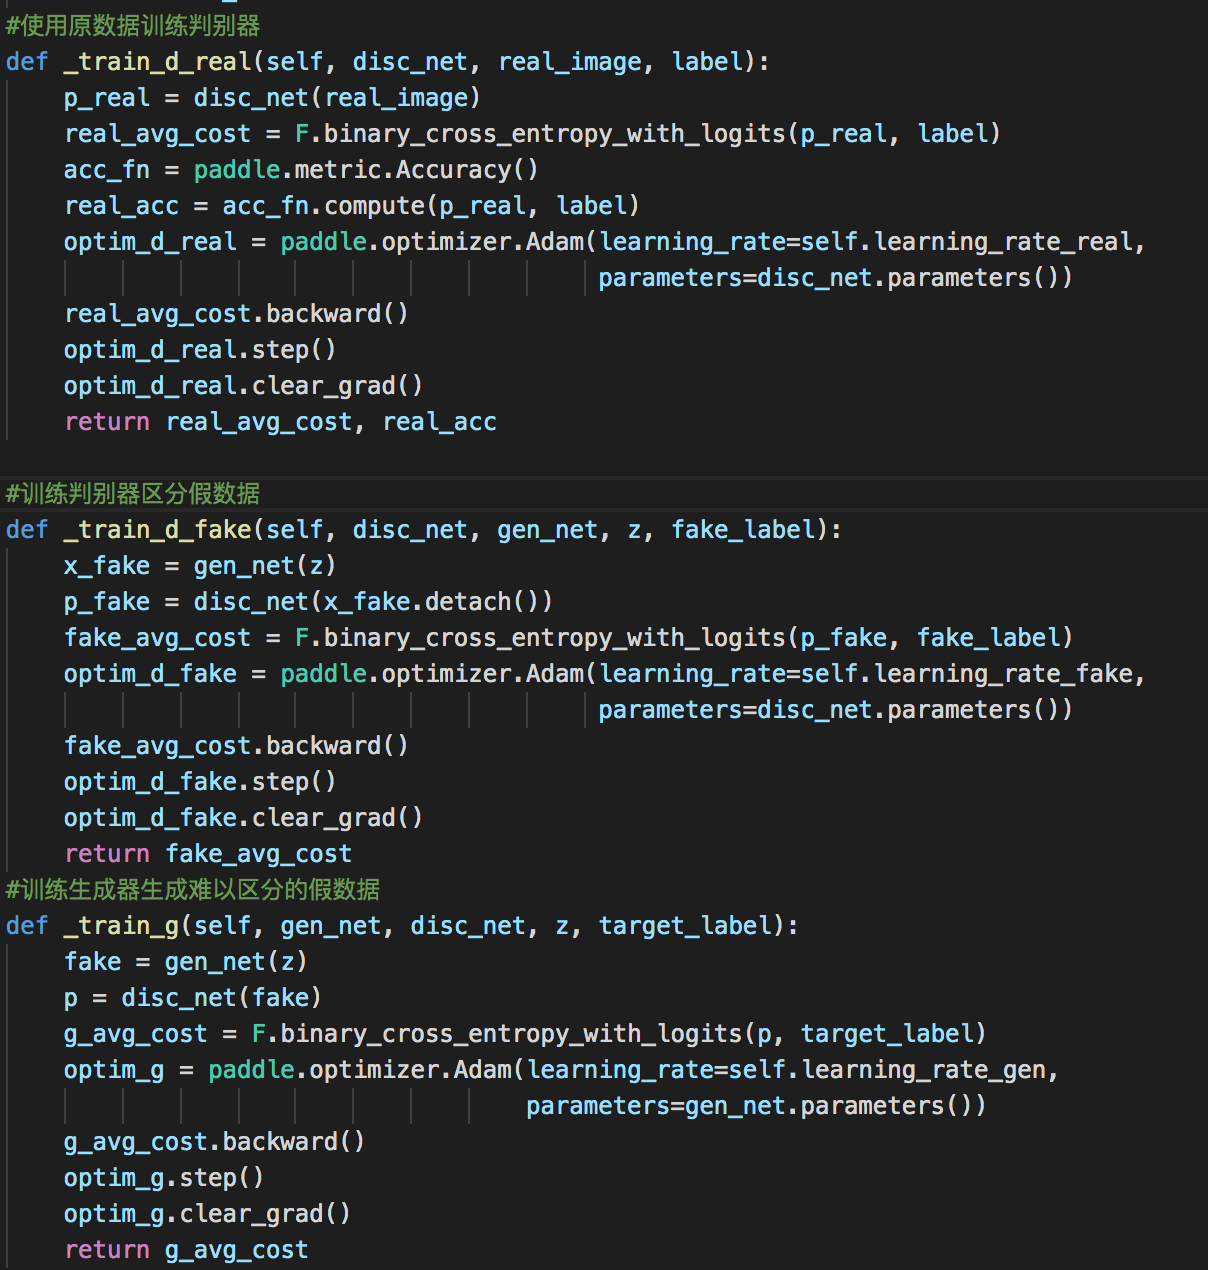 #使用原数据训练判别器
def _train_d_real(self, disc_net, real_image, label):
    p_real = disc_net(real_image)
    real_avg_cost = F.binary_cross_entropy_with_logits(p_real, label)
    acc_fn = paddle.metric.Accuracy()
    real_acc = acc_fn.compute(p_real, label)
    optim_d_real = paddle.optimizer.Adam(learning_rate=self.learning_rate_real,
                                         parameters=disc_net.parameters())
    real_avg_cost.backward()
    optim_d_real.step()
    optim_d_real.clear_grad()
    return real_avg_cost, real_acc

#训练判别器区分假数据
def _train_d_fake(self, disc_net, gen_net, z, fake_label):
    x_fake = gen_net(z)
    p_fake = disc_net(x_fake.detach())
    fake_avg_cost = F.binary_cross_entropy_with_logits(p_fake, fake_label)
    optim_d_fake = paddle.optimizer.Adam(learning_rate=self.learning_rate_fake,
                                         parameters=disc_net.parameters())
    fake_avg_cost.backward()
    optim_d_fake.step()
    optim_d_fake.clear_grad()
    return fake_avg_cost
#训练生成器生成难以区分的假数据
def _train_g(self, gen_net, disc_net, z, target_label):
    fake = gen_net(z)
    p = disc_net(fake)
    g_avg_cost = F.binary_cross_entropy_with_logits(p, target_label)
    optim_g = paddle.optimizer.Adam(learning_rate=self.learning_rate_gen,
                                    parameters=gen_net.parameters())
    g_avg_cost.backward()
    optim_g.step()
    optim_g.clear_grad()
    return g_avg_cost